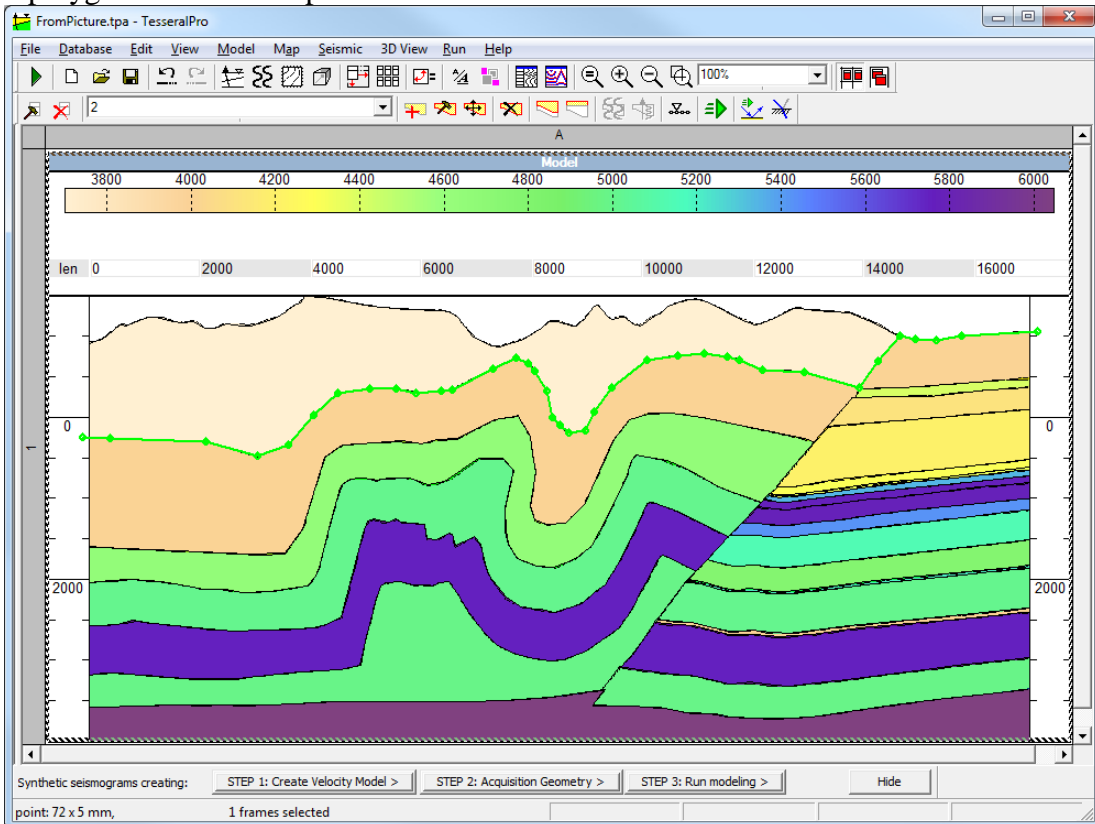 FromPicture.tpa - TesseralPro
File Database Edit View Model Map Seismic 3D View Run Help
100%
2
A
Model
3800 4000 4200 4400 4600 4800 5000 5200 5400 5600 5800 6000
len 0 2000 4000 6000 8000 10000 12000 14000 16000
0 0
1
2000 2000
Synthetic seismograms creating: STEP 1: Create Velocity Model > STEP 2: Acquisition Geometry > STEP 3: Run modeling > Hide
point: 72 x 5 mm, 1 frames selected